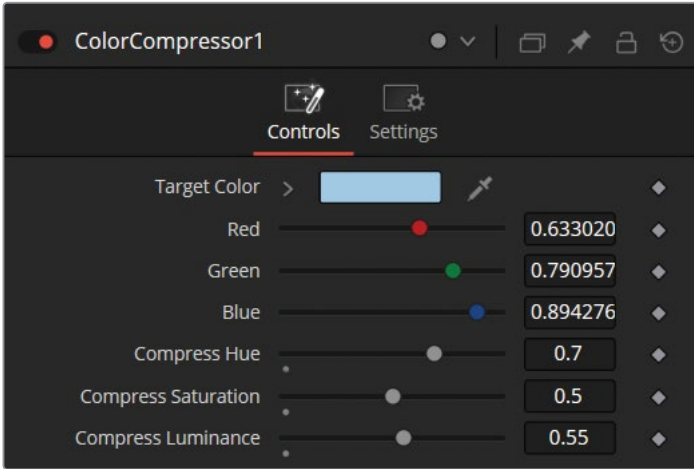 ColorCompressor1
Controls Settings
Target Color
Red 0.633020
Green 0.790957
Blue 0.894276
Compress Hue 0.7
Compress Saturation 0.5
Compress Luminance 0.55